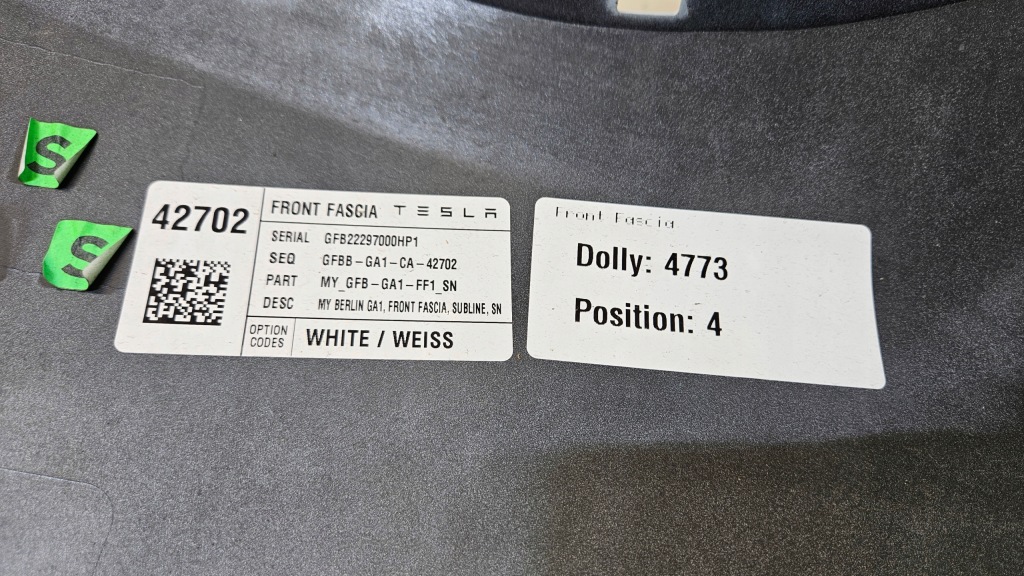 S
S
42702
FRONT FASCIA TESLA
SERIAL GFB22297000HP1
SEQ GFBB-GA1-CA-42702
PART MY_GFB-GA1-FF1_SN
DESC MY BERLIN GA1, FRONT FASCIA, SUBLINE, SN
OPTION CODES WHITE / WEISS
Front Fascia
Dolly: 4773
Position: 4